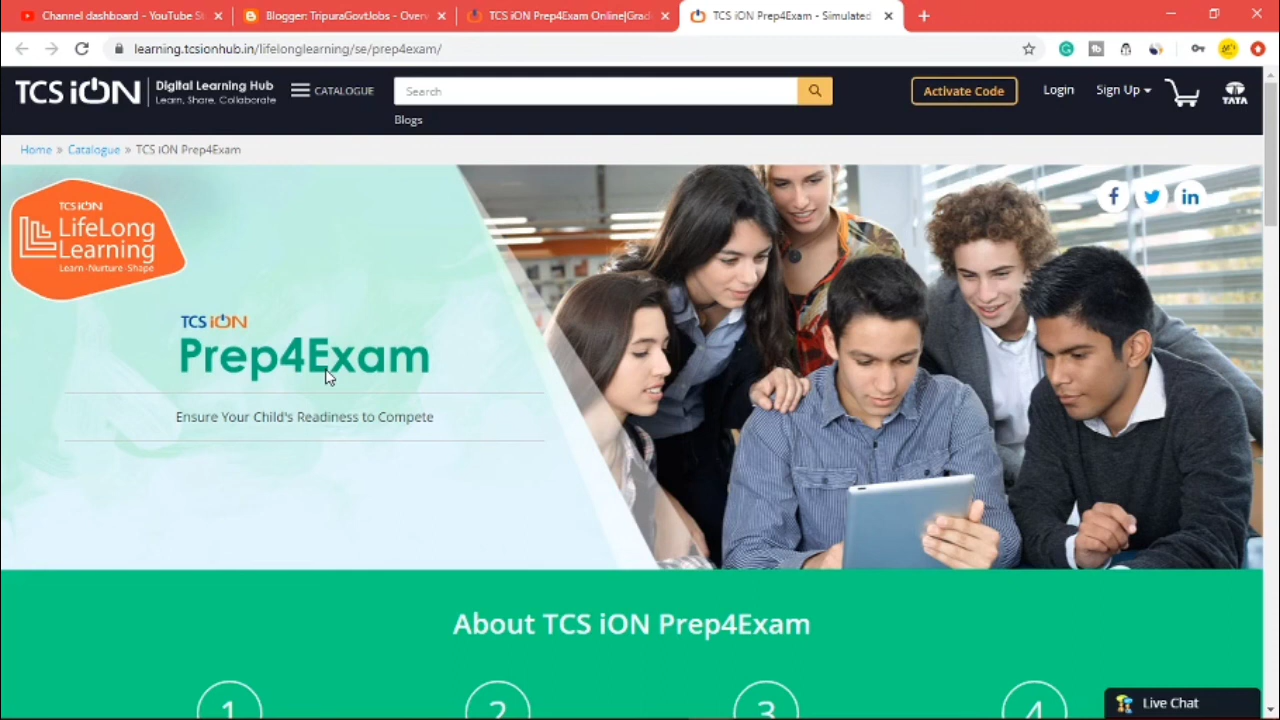 Channel dashboard - YouTube St
Blogger: TripuraGovtJobs - Overv
TCS iON Prep4Exam Online|Grad
TCS iON Prep4Exam - Simulated
learning.tcsionhub.in/lifelonglearning/se/prep4exam/
TCS iON
Digital Learning Hub
Learn. Share. Collaborate
CATALOGUE
Search
Activate Code
Login
Sign Up
TATA
Blogs
Home » Catalogue » TCS iON Prep4Exam
TCS iON
LifeLong
Learning
Learn-Nurture-Shape
TCS iON
Prep4Exam
Ensure Your Child's Readiness to Compete
About TCS iON Prep4Exam
1 2 3 4
Live Chat